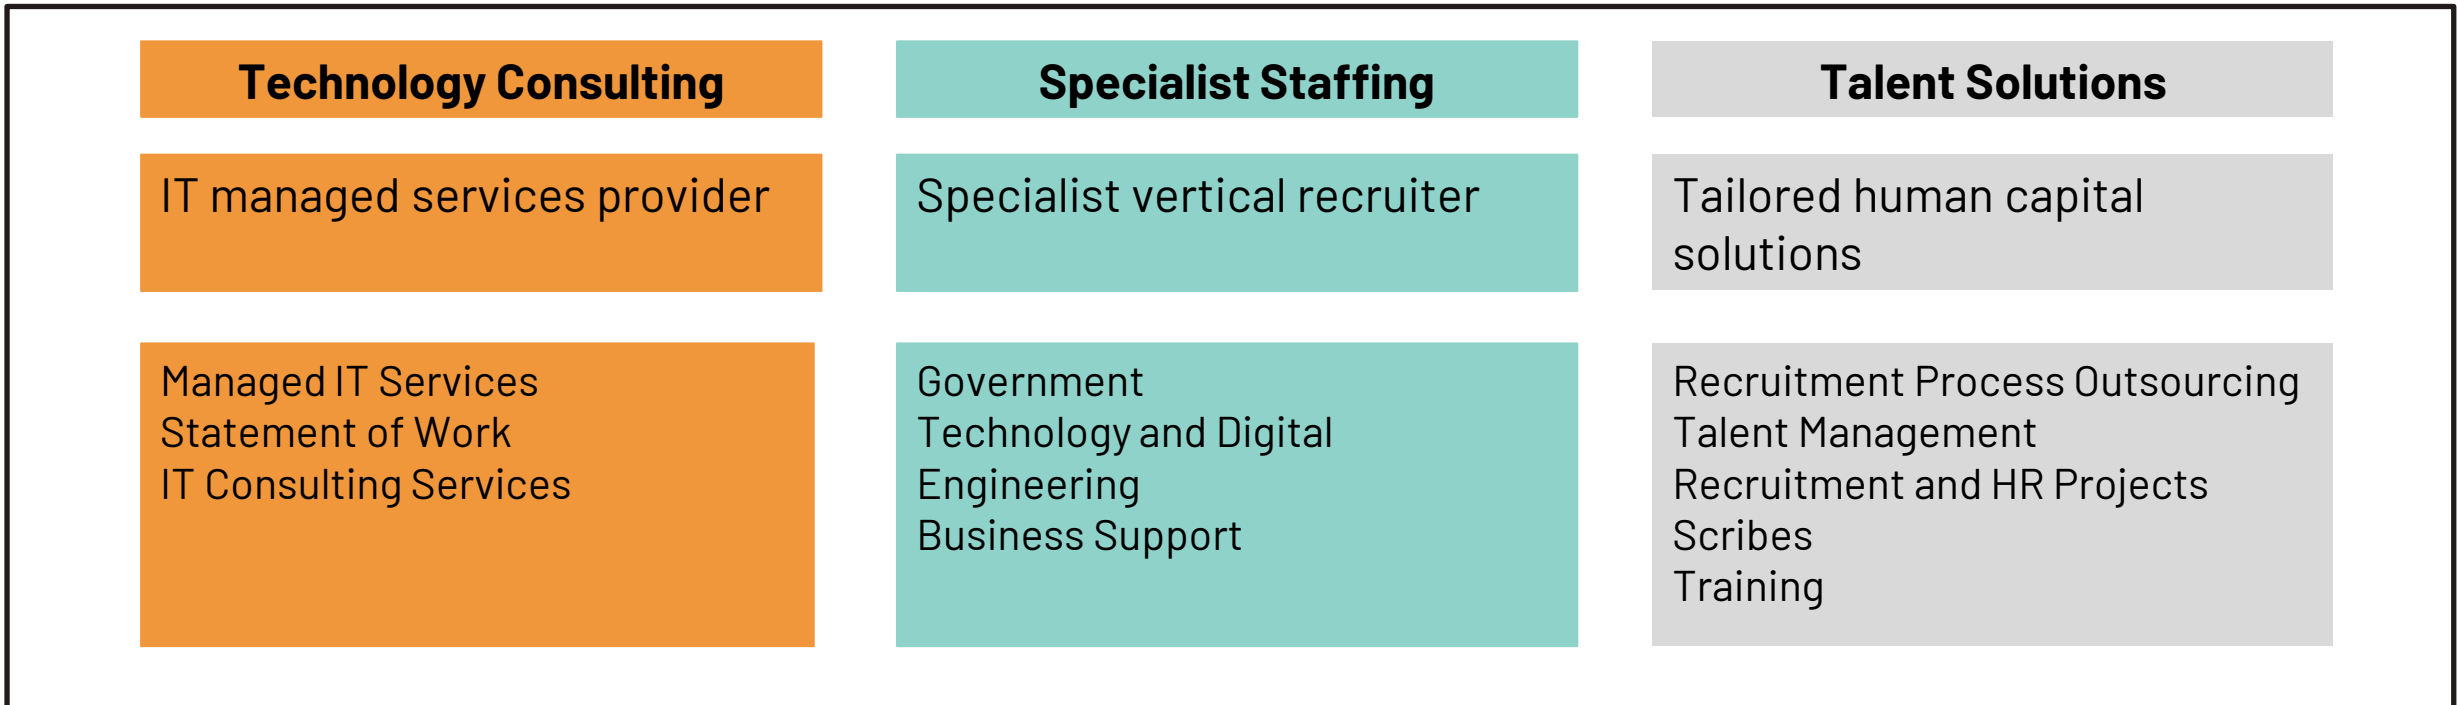 Technology Consulting
IT managed services provider
Managed IT Services
Statement of Work
IT Consulting Services
Specialist Staffing
Specialist vertical recruiter
Government
Technology and Digital
Engineering
Business Support
Talent Solutions
Tailored human capital
solutions
Recruitment Process Outsourcing
Talent Management
Recruitment and HR Projects
Scribes
Training